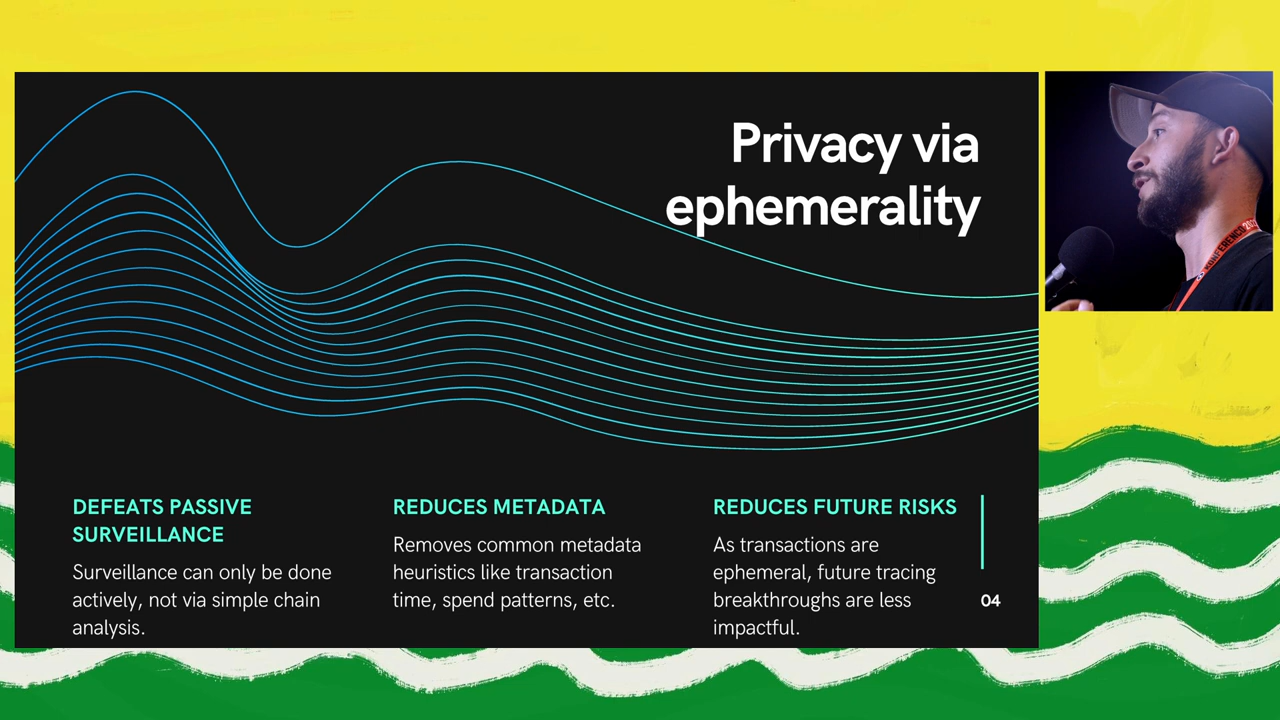 Privacy via
ephemerality
DEFEATS PASSIVE
SURVEILLANCE
Surveillance can only be done
actively, not via simple chain
analysis.
REDUCES METADATA
Removes common metadata
heuristics like transaction
time, spend patterns, etc.
REDUCES FUTURE RISKS
As transactions are
ephemeral, future tracing
breakthroughs are less
impactful.
04